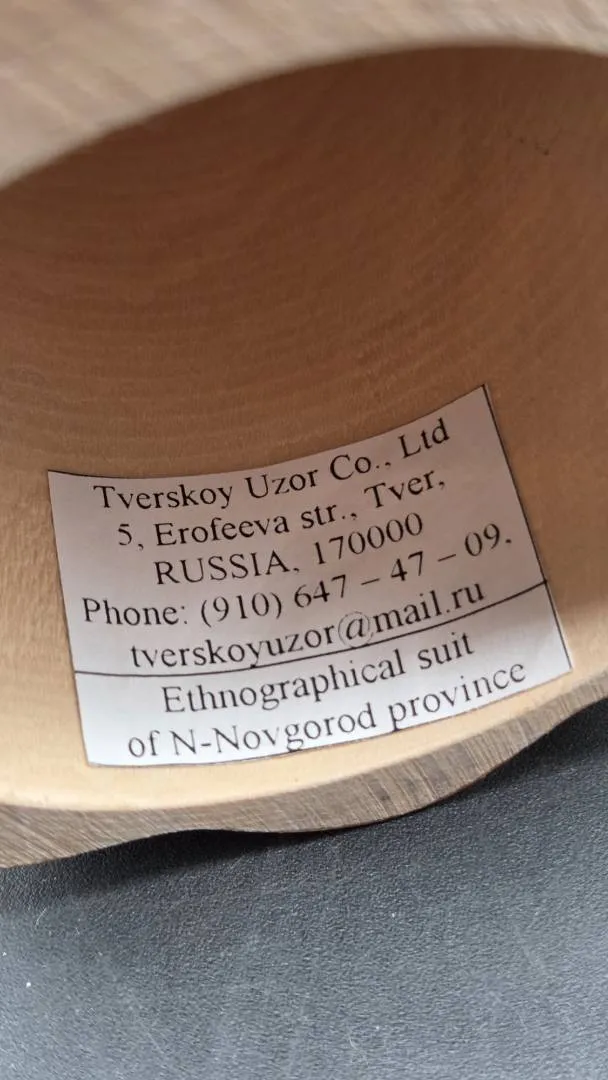 Tverskoy Uzor Co., Ltd
5, Erofeeva str., Tver,
RUSSIA, 170000
Phone: (910) 647 – 47 – 09.
tverskoyuzor@mail.ru
Ethnographical suit
of N-Novgorod province